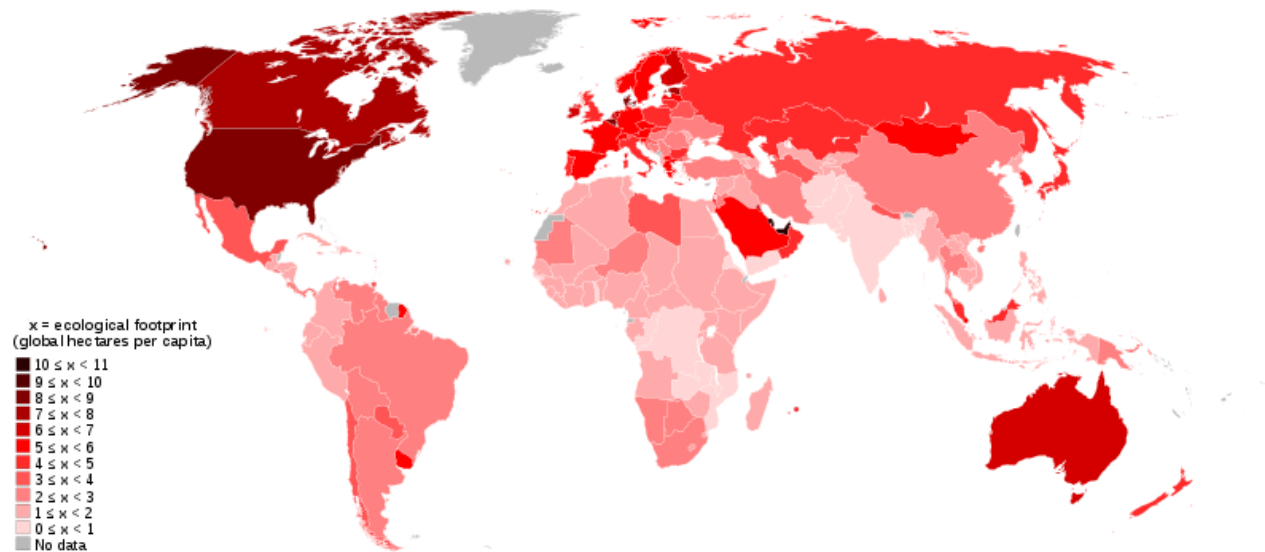 x = ecological footprint
(global hectares per capita)
10 ≤ x < 11
9 ≤ x < 10
8 ≤ x < 9
7 ≤ x < 8
6 ≤ x < 7
5 ≤ x < 6
4 ≤ x < 5
3 ≤ x < 4
2 ≤ x < 3
1 ≤ x < 2
0 ≤ x < 1
No data